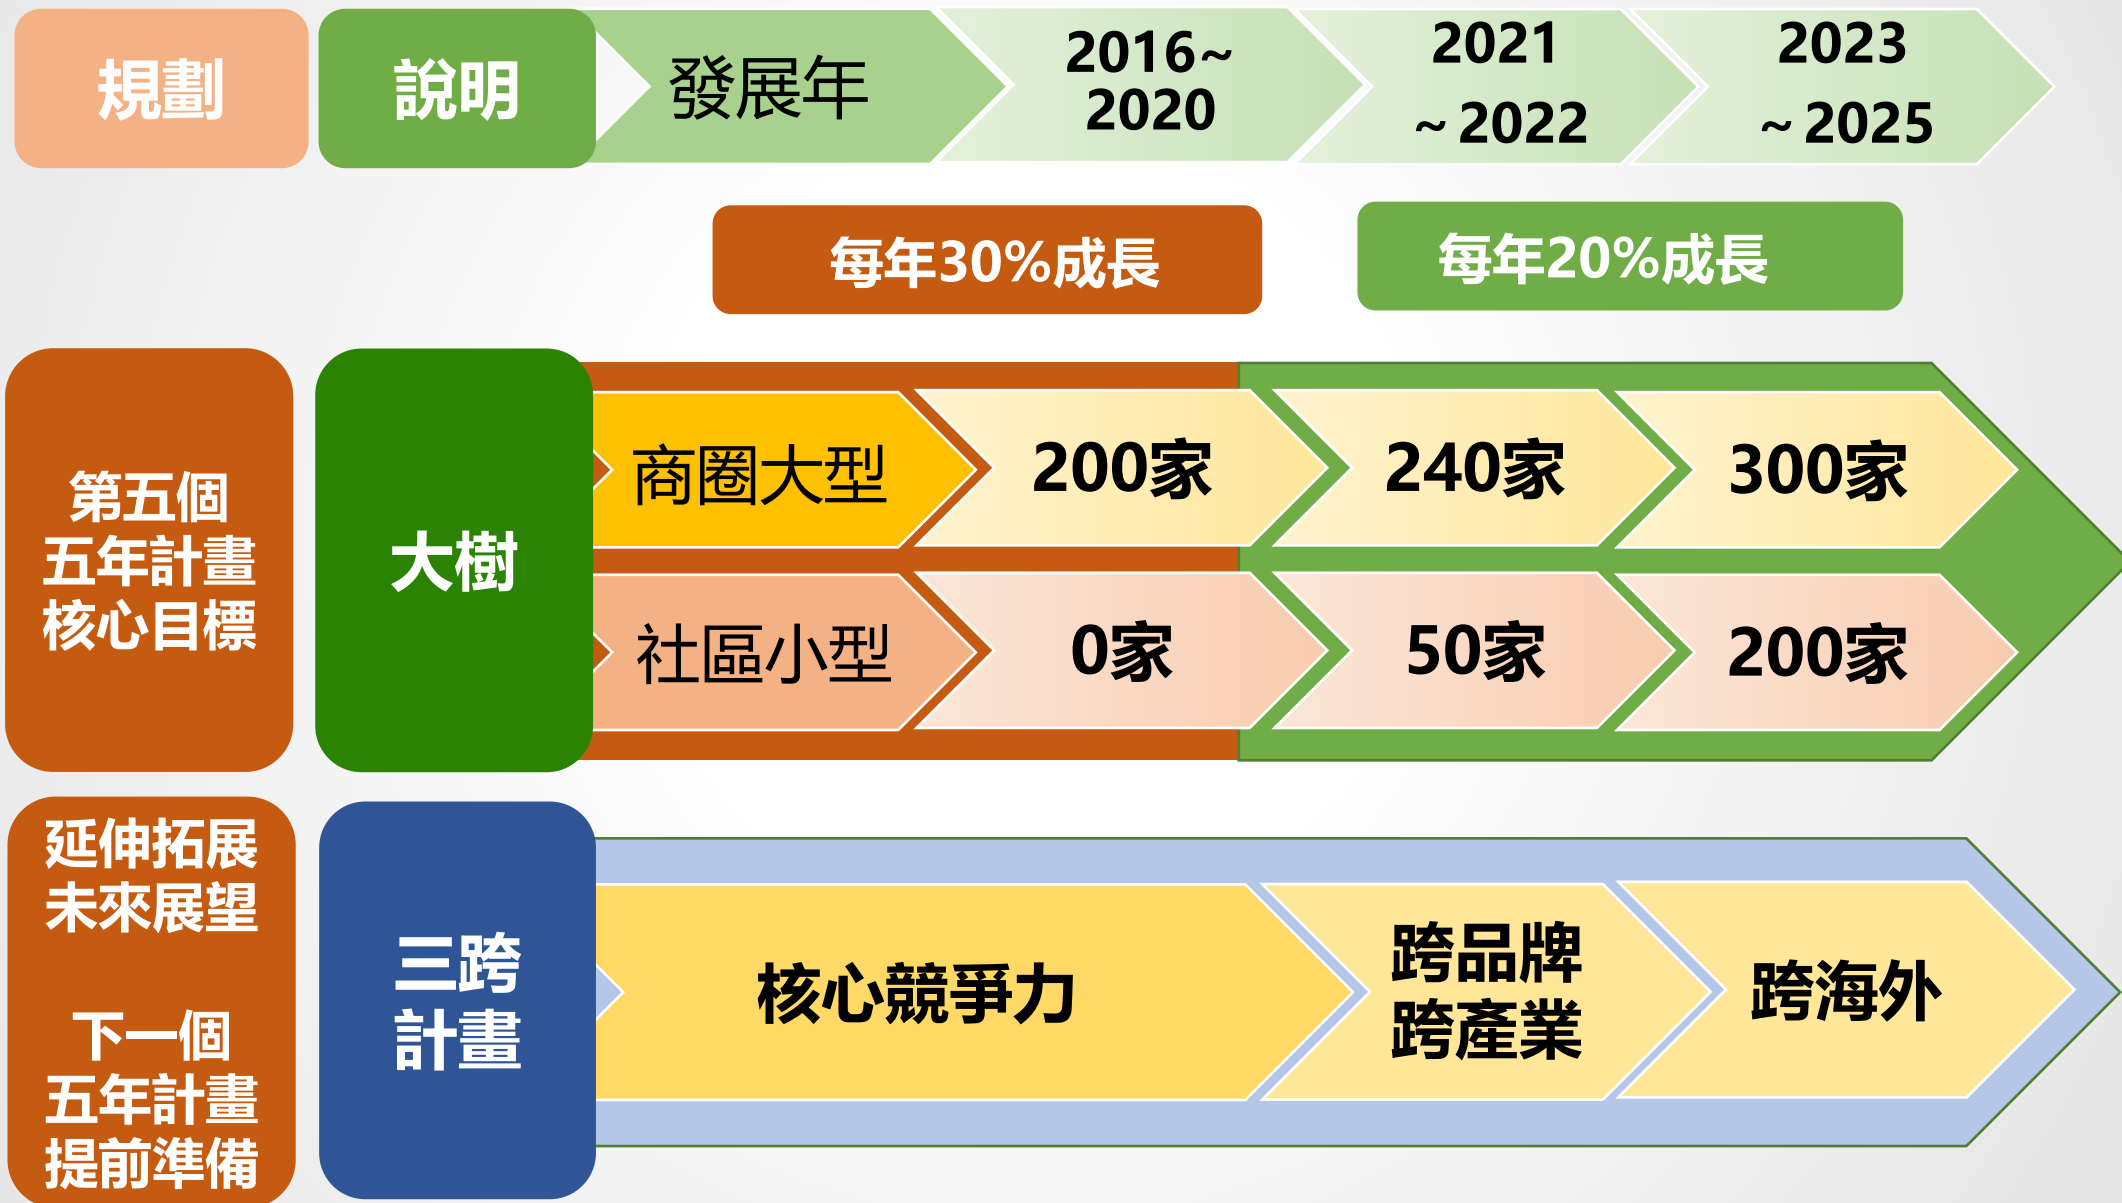 規劃
說明
發展年
2016~
2020
2021
~2022
2023
~2025
每年30%成長
每年20%成長
第五個
五年計畫
核心目標
大樹
商圈大型
200家
240家
300家
社區小型
0家
50家
200家
延伸拓展
未來展望
下一個
五年計畫
提前準備
三跨
計畫
核心競爭力
跨品牌
跨產業
跨海外